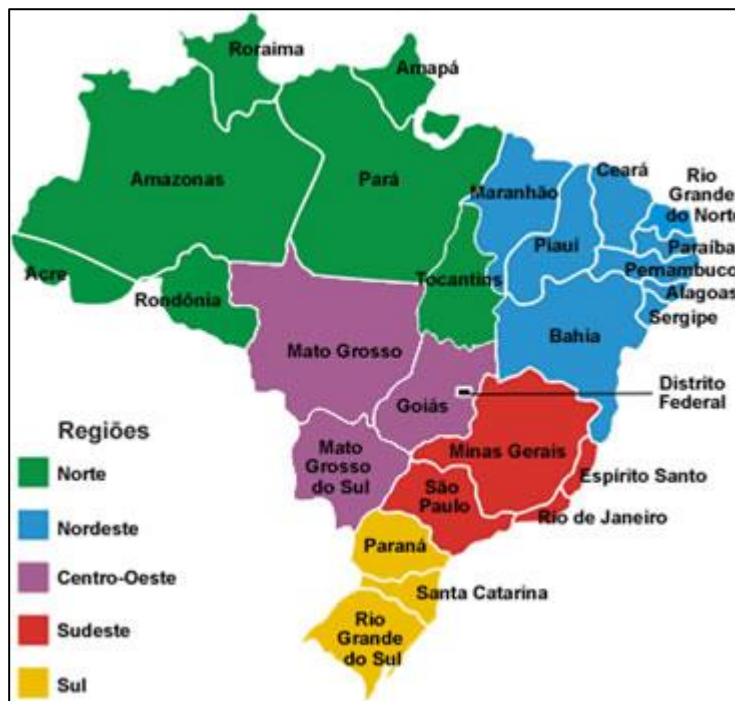 Roraima
Amapá
Amazonas
Pará
Maranhão
Ceará
Rio
Grande
do Norte
Piauí
Paraíba
Pernambuco
Acre
Rondônia
Tocantins
Alagoas
Sergipe
Bahia
Mato Grosso
Goiás
Distrito
Federal
Mato
Grosso
do Sul
Minas Gerais
Espírito Santo
São
Paulo
Rio de Janeiro
Paraná
Santa Catarina
Rio
Grande
do Sul
Regiões
Norte
Nordeste
Centro-Oeste
Sudeste
Sul